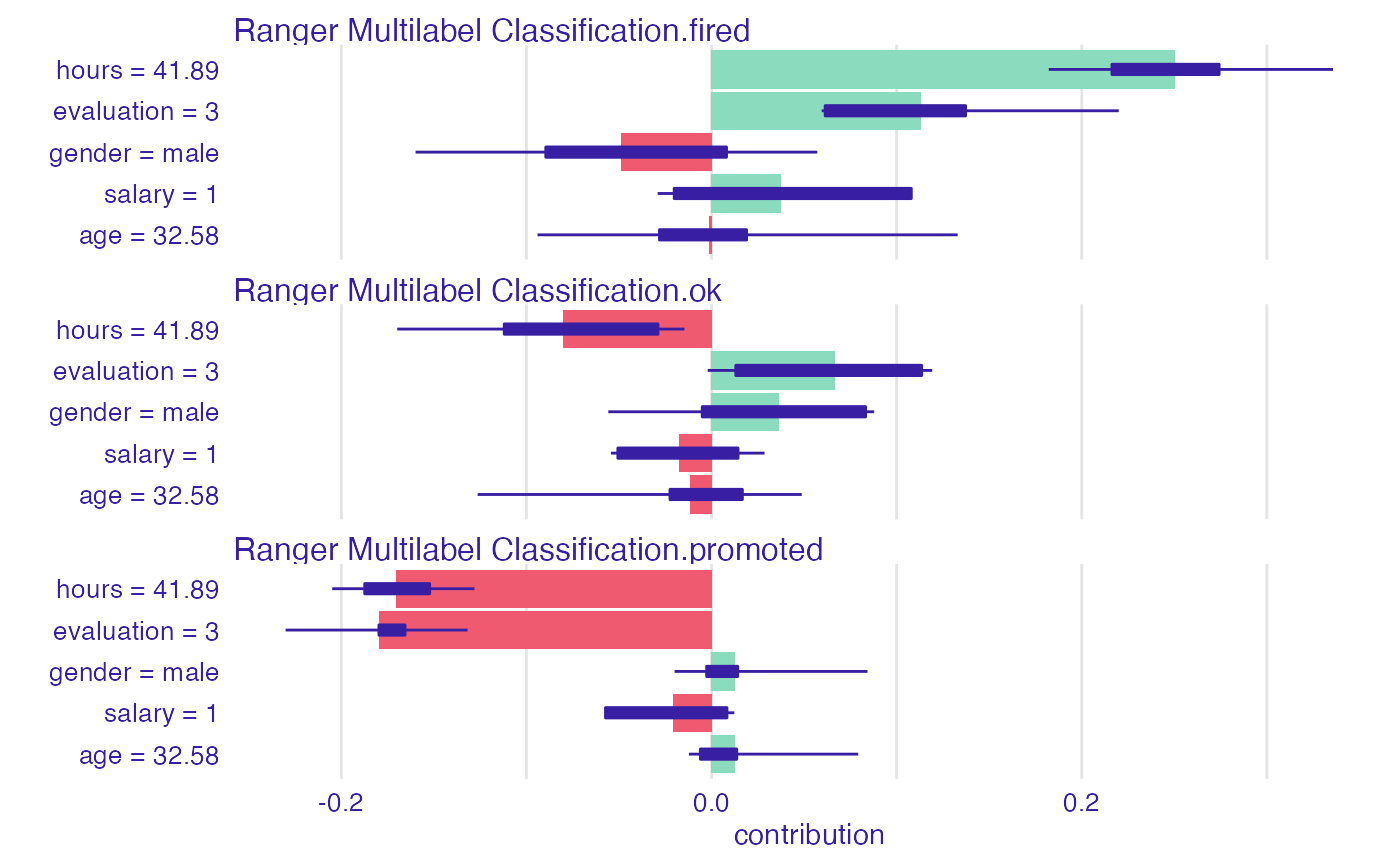 Ranger Multilabel Classification.fired
hours = 41.89
evaluation = 3
gender = male
salary = 1
age = 32.58
Ranger Multilabel Classification.ok
hours = 41.89
evaluation = 3
gender = male
salary = 1
age = 32.58
Ranger Multilabel Classification.promoted
hours = 41.89
evaluation = 3
gender = male
salary = 1
age = 32.58
-0.2 0.0 0.2
contribution